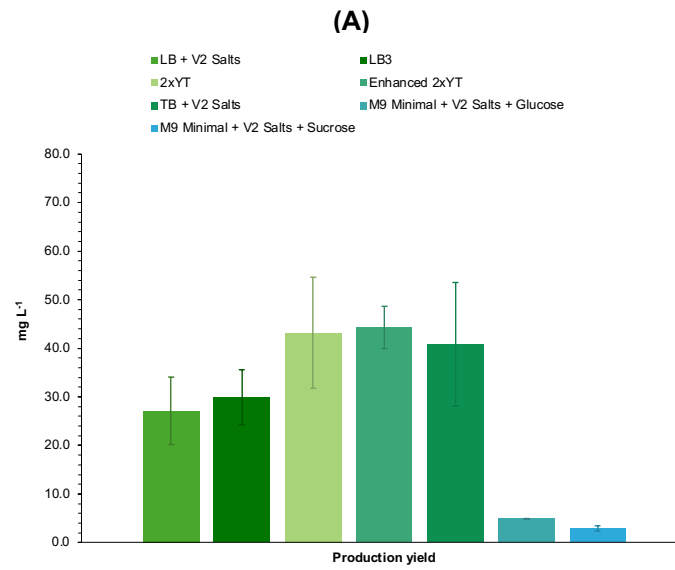 (A)
LB + V2 Salts
LB3
2xYT
Enhanced 2xYT
TB + V2 Salts
M9 Minimal + V2 Salts + Glucose
M9 Minimal + V2 Salts + Sucrose
80.0
70.0
60.0
50.0
40.0
30.0
20.0
10.0
0.0
mg L⁻¹
Production yield